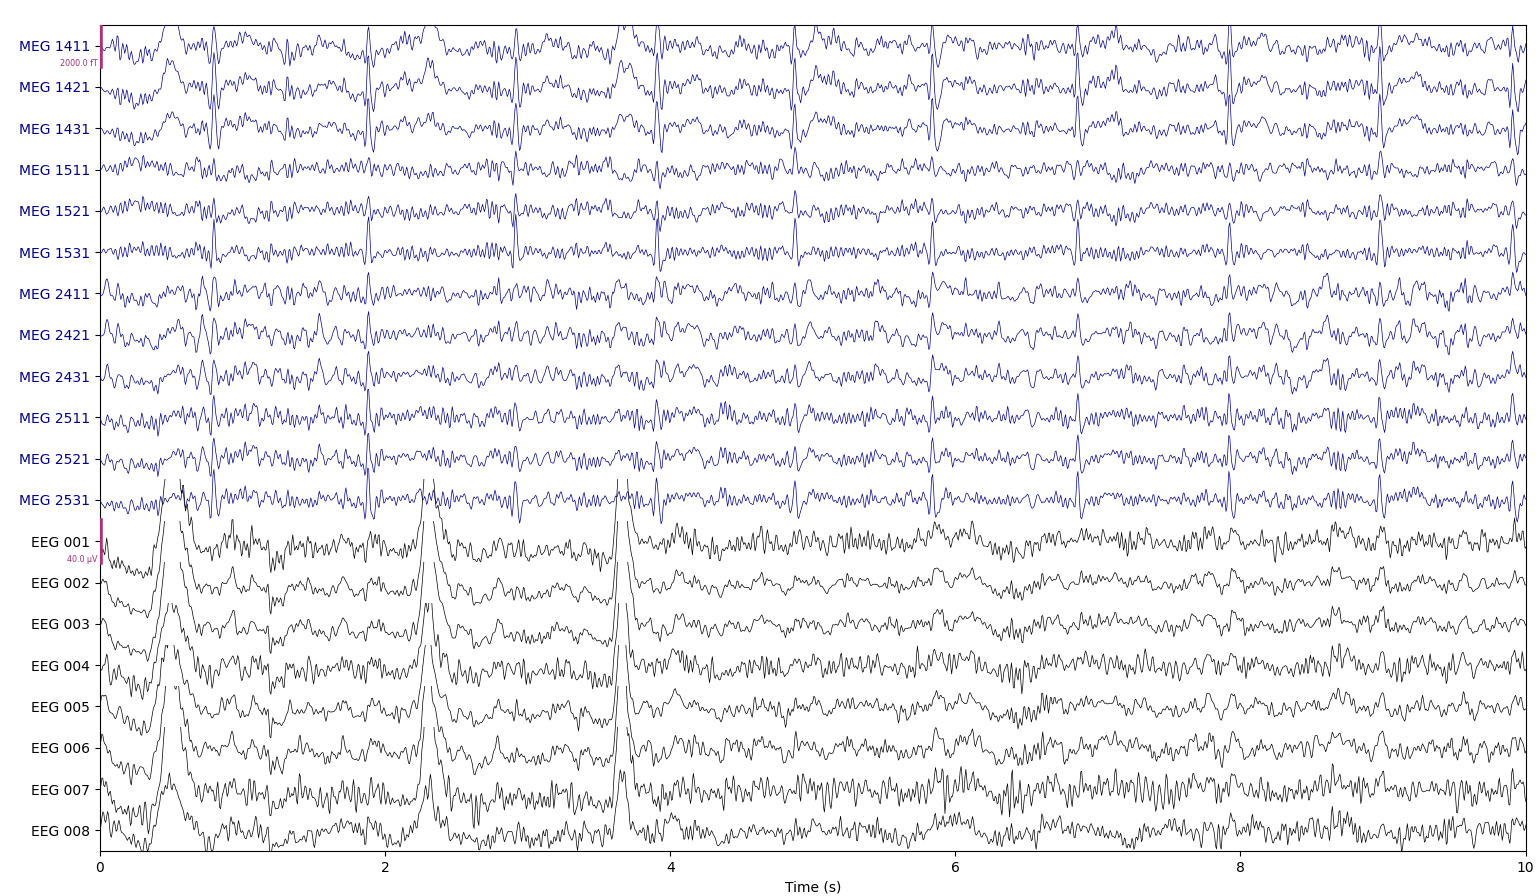 MEG 1411
2000.0 fT
MEG 1421
MEG 1431
MEG 1511
MEG 1521
MEG 1531
MEG 2411
MEG 2421
MEG 2431
MEG 2511
MEG 2521
MEG 2531
EEG 001
40.0 µV
EEG 002
EEG 003
EEG 004
EEG 005
EEG 006
EEG 007
EEG 008
0 2 4 6 8 10
Time (s)